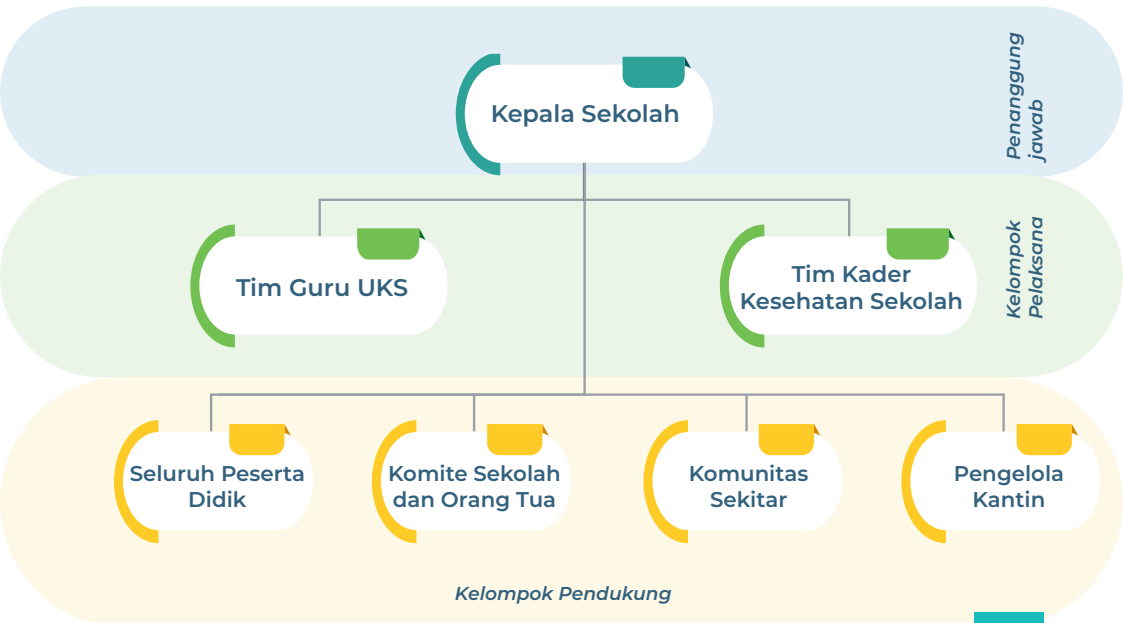 Kepala Sekolah
Penanggung
jawab
Tim Guru UKS
Tim Kader
Kesehatan Sekolah
Kelompok
Pelaksana
Seluruh Peserta
Didik
Komite Sekolah
dan Orang Tua
Komunitas
Sekitar
Pengelola
Kantin
Kelompok Pendukung